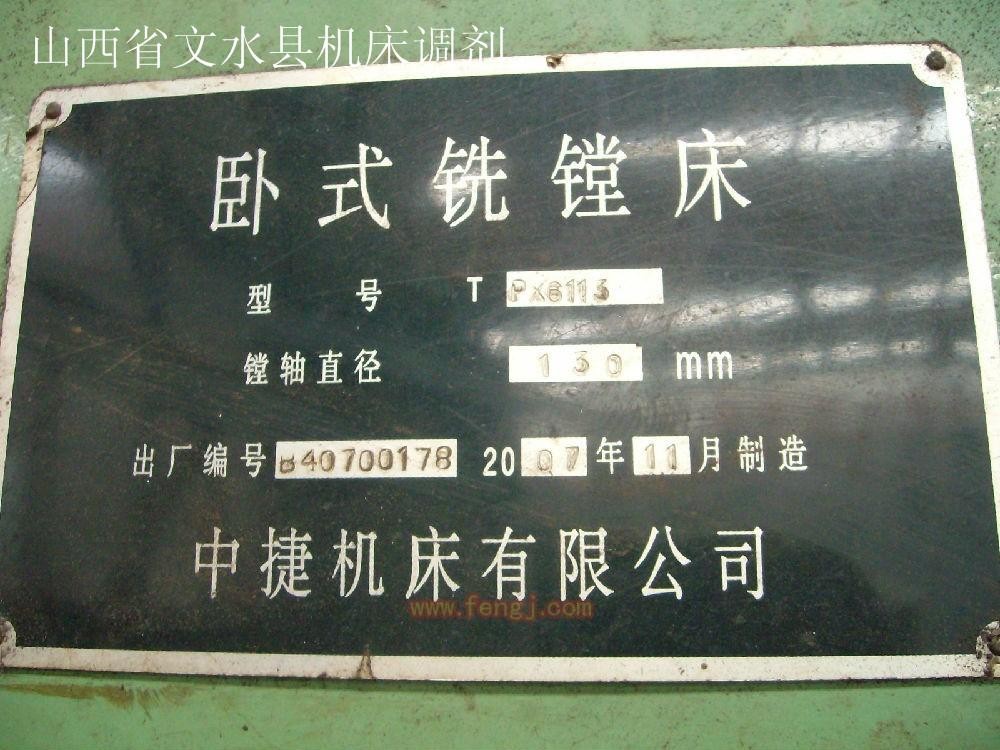 山西省文水县机床调剂
卧式铣镗床
型号 T PX6113
镗轴直径 130 mm
出厂编号 B40700178 2007年11月制造
中捷机床有限公司
www.fengj.com